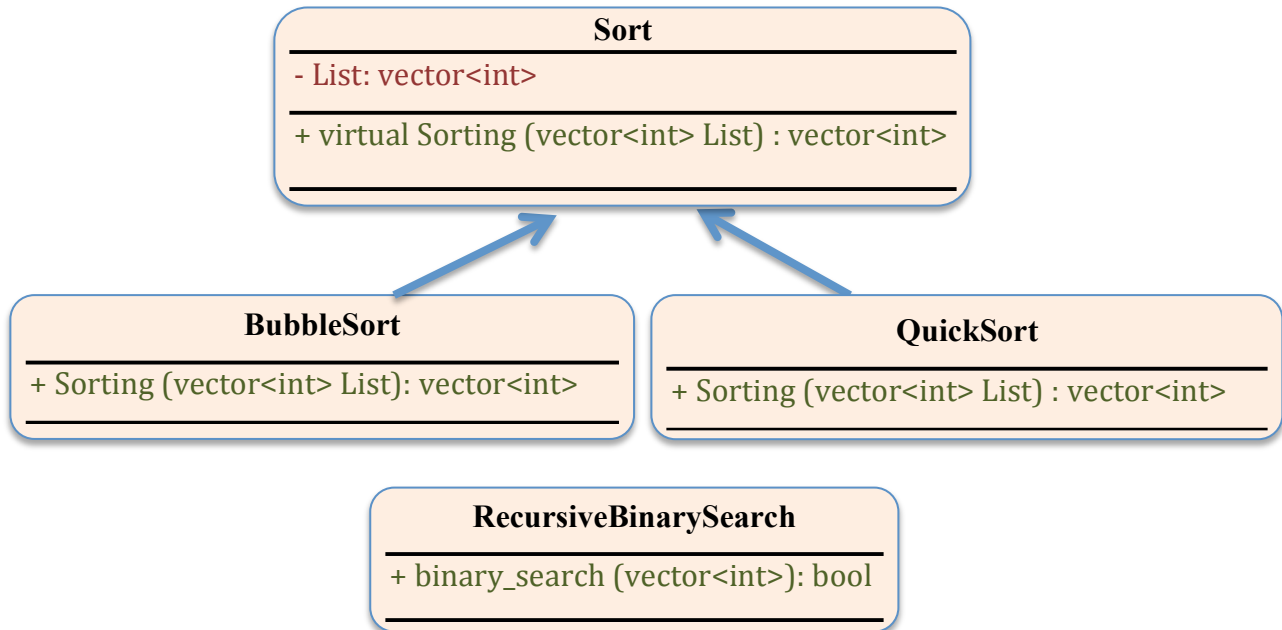 Sort
- List: vector<int>
+ virtual Sorting (vector<int> List) : vector<int>
BubbleSort
+ Sorting (vector<int> List): vector<int>
QuickSort
+ Sorting (vector<int> List) : vector<int>
RecursiveBinarySearch
+ binary_search (vector<int>): bool